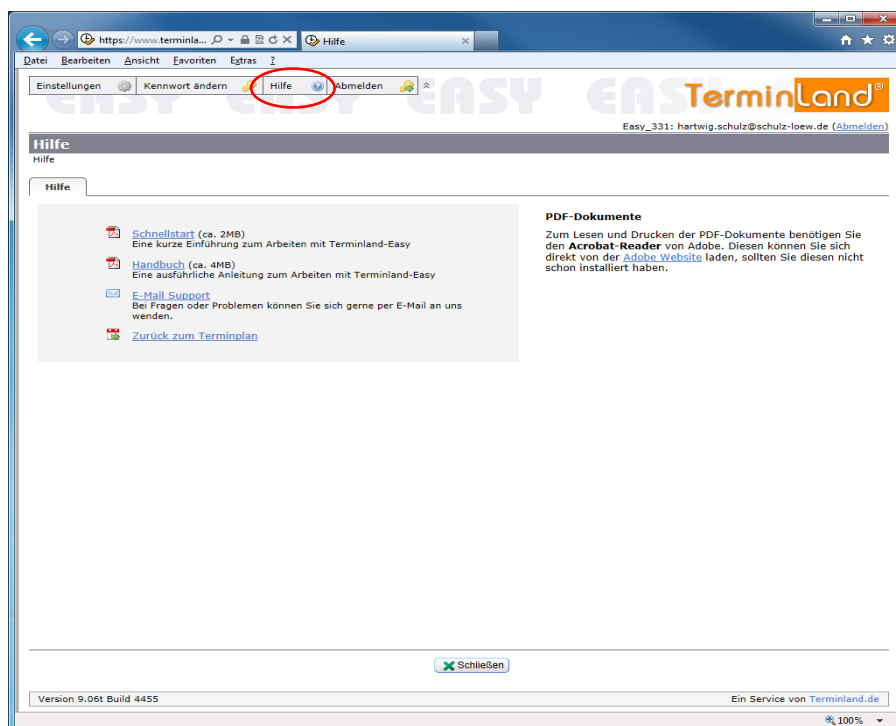 https://www.terminla...
Hilfe
Datei Bearbeiten Ansicht Favoriten Extras ?
Einstellungen Kennwort ändern Hilfe Abmelden
EASY EASY EASY EASY
TerminLand®
Easy_331: hartwig.schulz@schulz-loew.de (Abmelden)
Hilfe
Hilfe
Hilfe
Schnellstart (ca. 2MB)
Eine kurze Einführung zum Arbeiten mit Terminland-Easy
Handbuch (ca. 4MB)
Eine ausführliche Anleitung zum Arbeiten mit Terminland-Easy
E-Mail Support
Bei Fragen oder Problemen können Sie sich gerne per E-Mail an uns
wenden.
Zurück zum Terminplan
PDF-Dokumente
Zum Lesen und Drucken der PDF-Dokumente benötigen Sie
den Acrobat-Reader von Adobe. Diesen können Sie sich
direkt von der Adobe Website laden, sollten Sie diesen nicht
schon installiert haben.
Schließen
Version 9.06t Build 4455
Ein Service von Terminland.de
100%